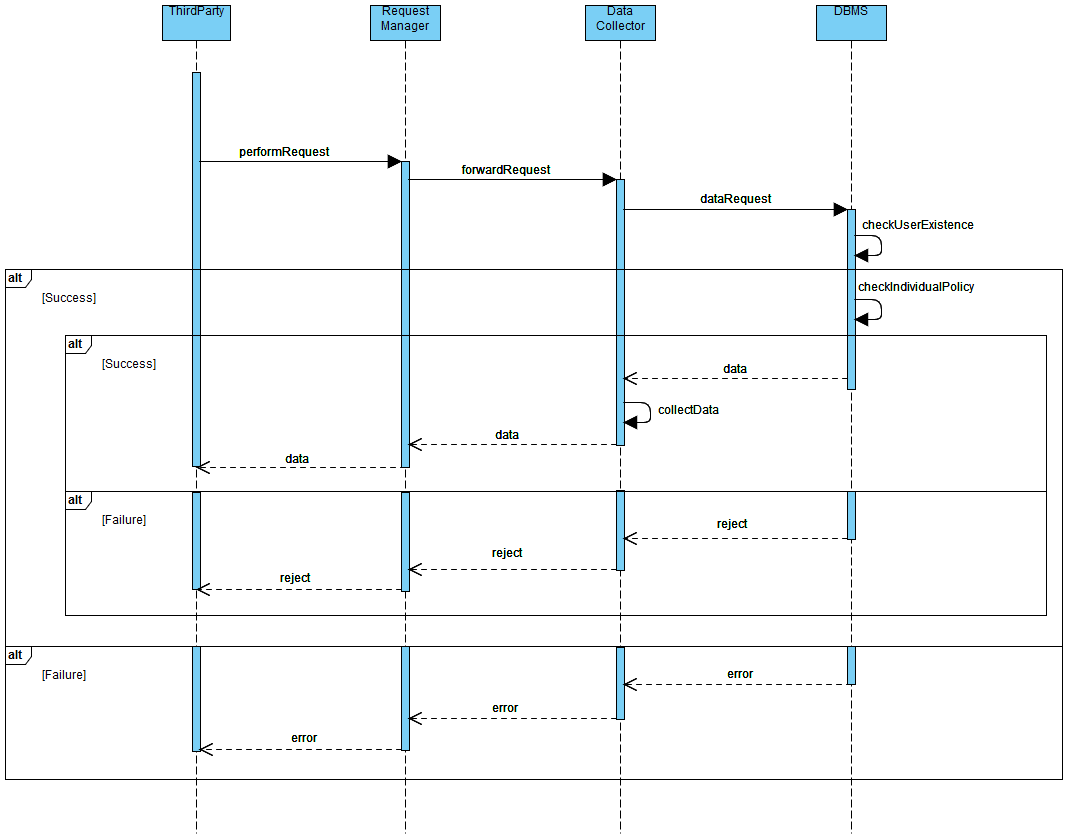 ThirdParty
Request
Manager
Data
Collector
DBMS
performRequest
forwardRequest
dataRequest
checkUserExistence
alt
[Success]
checkIndividualPolicy
alt
[Success]
data
collectData
data
data
alt
[Failure]
reject
reject
reject
alt
[Failure]
error
error
error